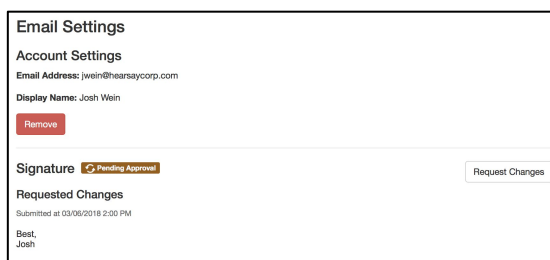 Email Settings
Account Settings
Email Address: jwein@hearsaycorp.com
Display Name: Josh Wein
Remove
Signature Pending Approval
Request Changes
Requested Changes
Submitted at 03/06/2018 2:00 PM
Best,
Josh